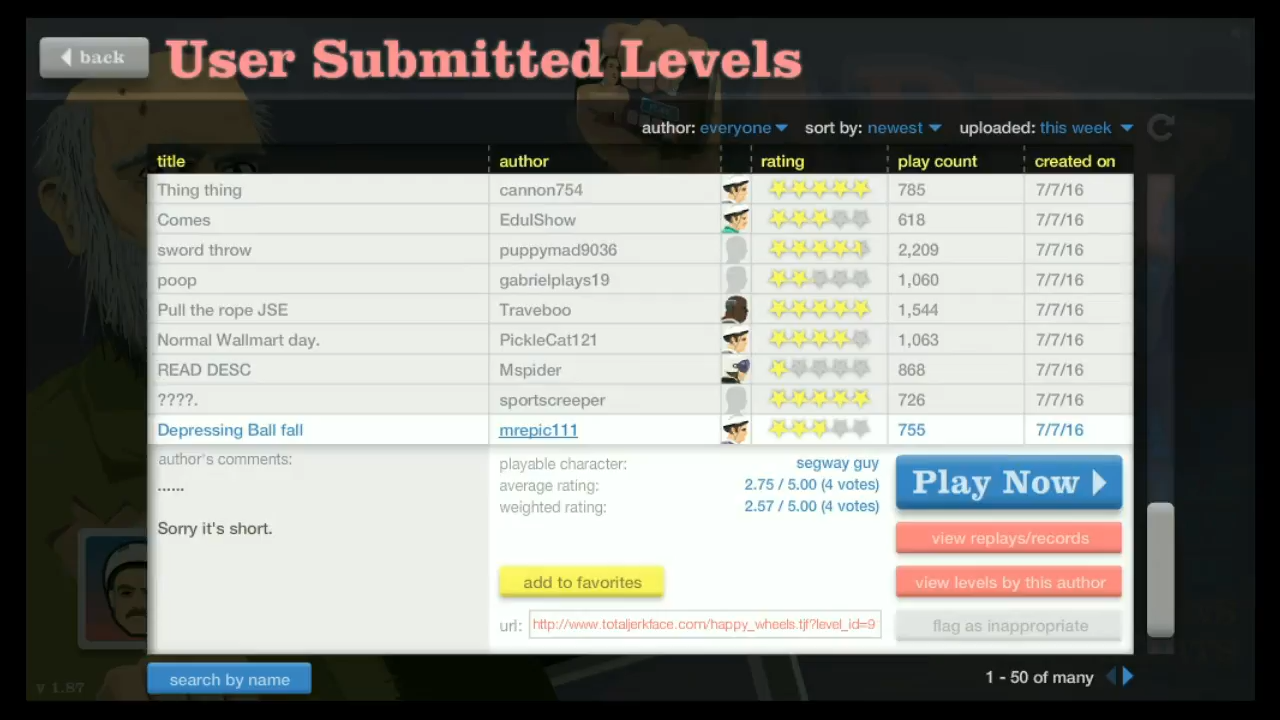 back
User Submitted Levels
author: everyone sort by: newest uploaded: this week
title author rating play count created on
Thing thing cannon754 785 7/7/16
Comes EdulShow 618 7/7/16
sword throw puppymad9036 2,209 7/7/16
poop gabrielplays19 1,060 7/7/16
Pull the rope JSE Traveboo 1,544 7/7/16
Normal Wallmart day. PickleCat121 1,063 7/7/16
READ DESC Mspider 868 7/7/16
????. sportscreeper 726 7/7/16
Depressing Ball fall mrepic111 755 7/7/16
author's comments:
......
Sorry it's short.
playable character: segway guy
average rating: 2.75 / 5.00 (4 votes)
weighted rating: 2.57 / 5.00 (4 votes)
add to favorites
url: http://www.totaljerkface.com/happy_wheels.tjf?level_id=9
Play Now
view replays/records
view levels by this author
flag as inappropriate
v 1.87
search by name
1 - 50 of many